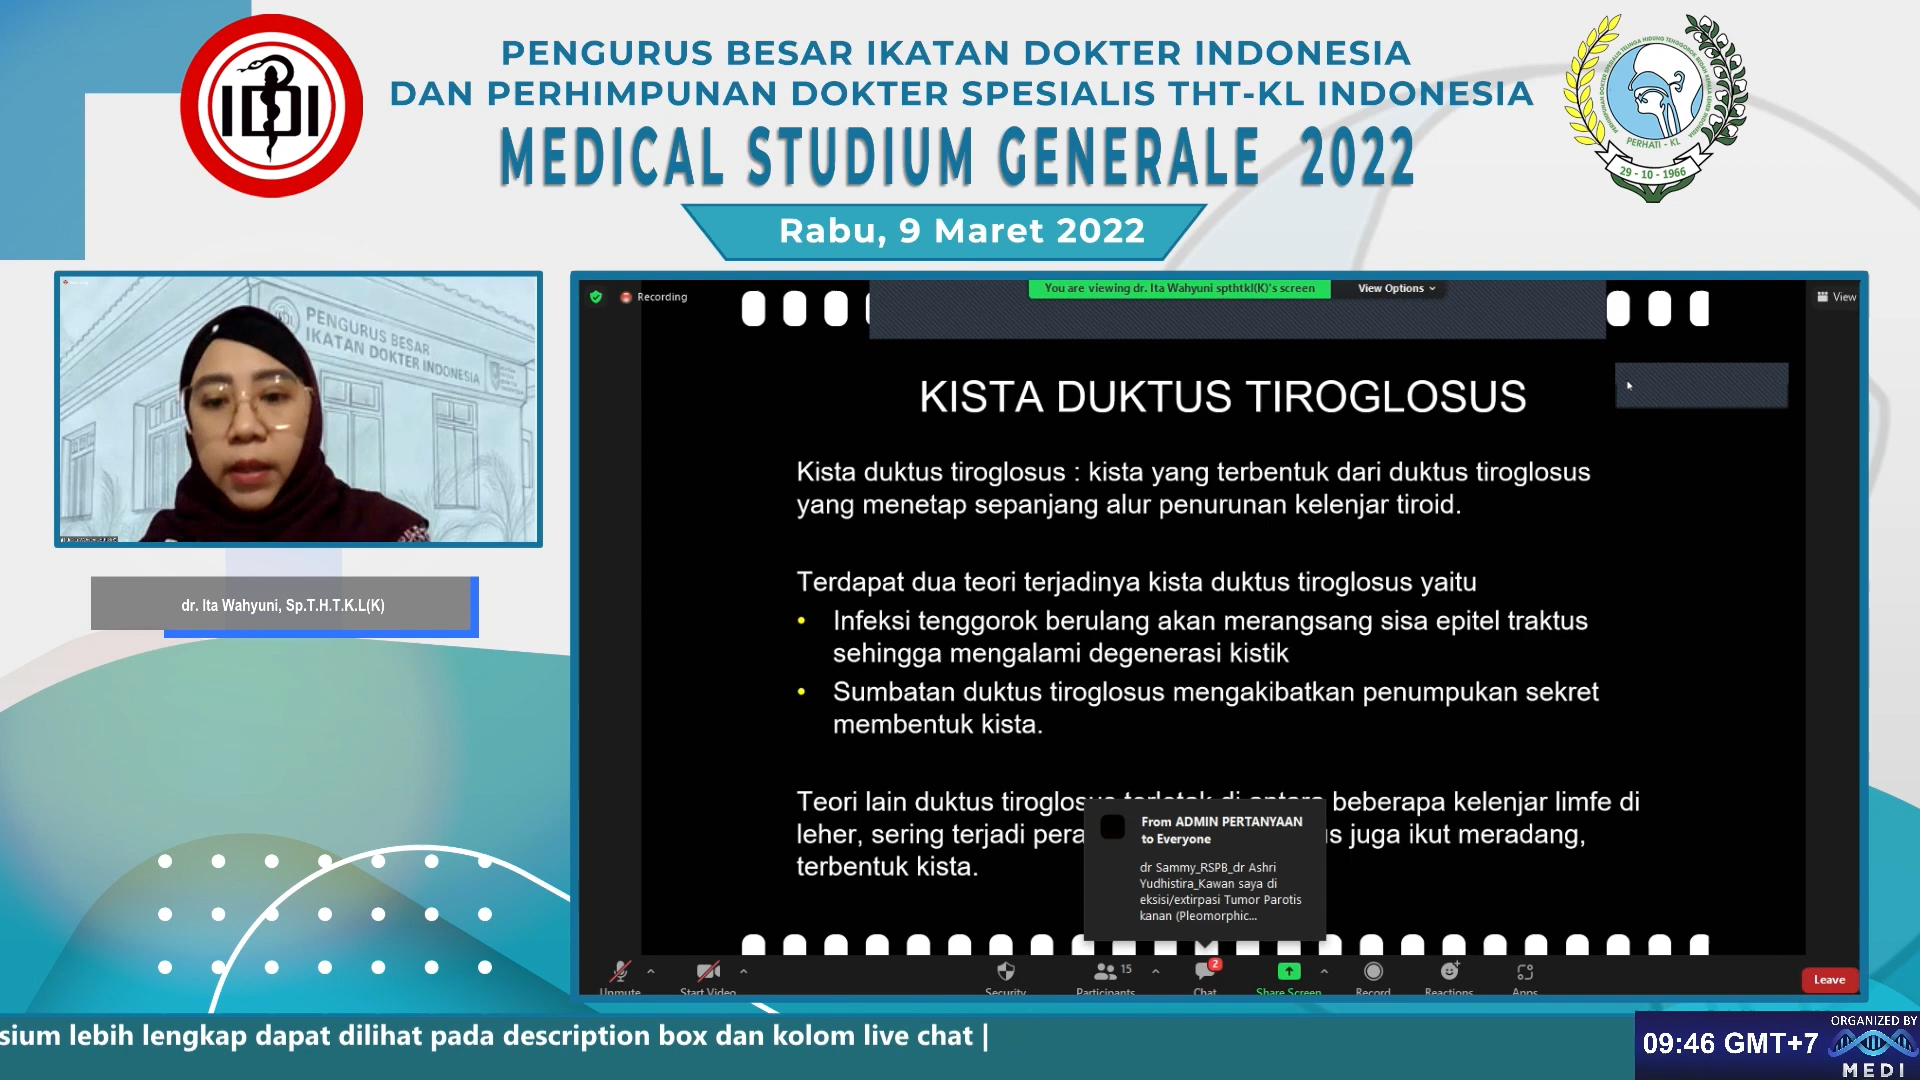 PENGURUS BESAR IKATAN DOKTER INDONESIA
DAN PERHIMPUNAN DOKTER SPESIALIS THT-KL INDONESIA
MEDICAL STUDIUM GENERALE 2022
Rabu, 9 Maret 2022
IDI
PERHATI - KL
29 - 10 - 1966
PENGURUS BESAR
IKATAN DOKTER INDONESIA
dr. Ita Wahyuni, Sp.T.H.T.K.L(K)
Recording
You are viewing dr. Ita Wahyuni spthtkl(K)'s screen
View Options
View
KISTA DUKTUS TIROGLOSUS
Kista duktus tiroglosus : kista yang terbentuk dari duktus tiroglosus
yang menetap sepanjang alur penurunan kelenjar tiroid.
Terdapat dua teori terjadinya kista duktus tiroglosus yaitu
• Infeksi tenggorok berulang akan merangsang sisa epitel traktus
sehingga mengalami degenerasi kistik
• Sumbatan duktus tiroglosus mengakibatkan penumpukan sekret
membentuk kista.
Teori lain duktus tiroglosus terletak di antara beberapa kelenjar limfe di
leher, sering terjadi pera s juga ikut meradang,
terbentuk kista.
From ADMIN PERTANYAAN
to Everyone
dr Sammy_RSPB_dr Ashri
Yudhistira_Kawan saya di
eksisi/extirpasi Tumor Parotis
kanan (Pleomorphic...
Unmute
Start Video
Security
Participants
15
Chat
2
Share Screen
Record
Reactions
Apps
Leave
sium lebih lengkap dapat dilihat pada description box dan kolom live chat |
09:46 GMT+7
ORGANIZED BY
MEDI